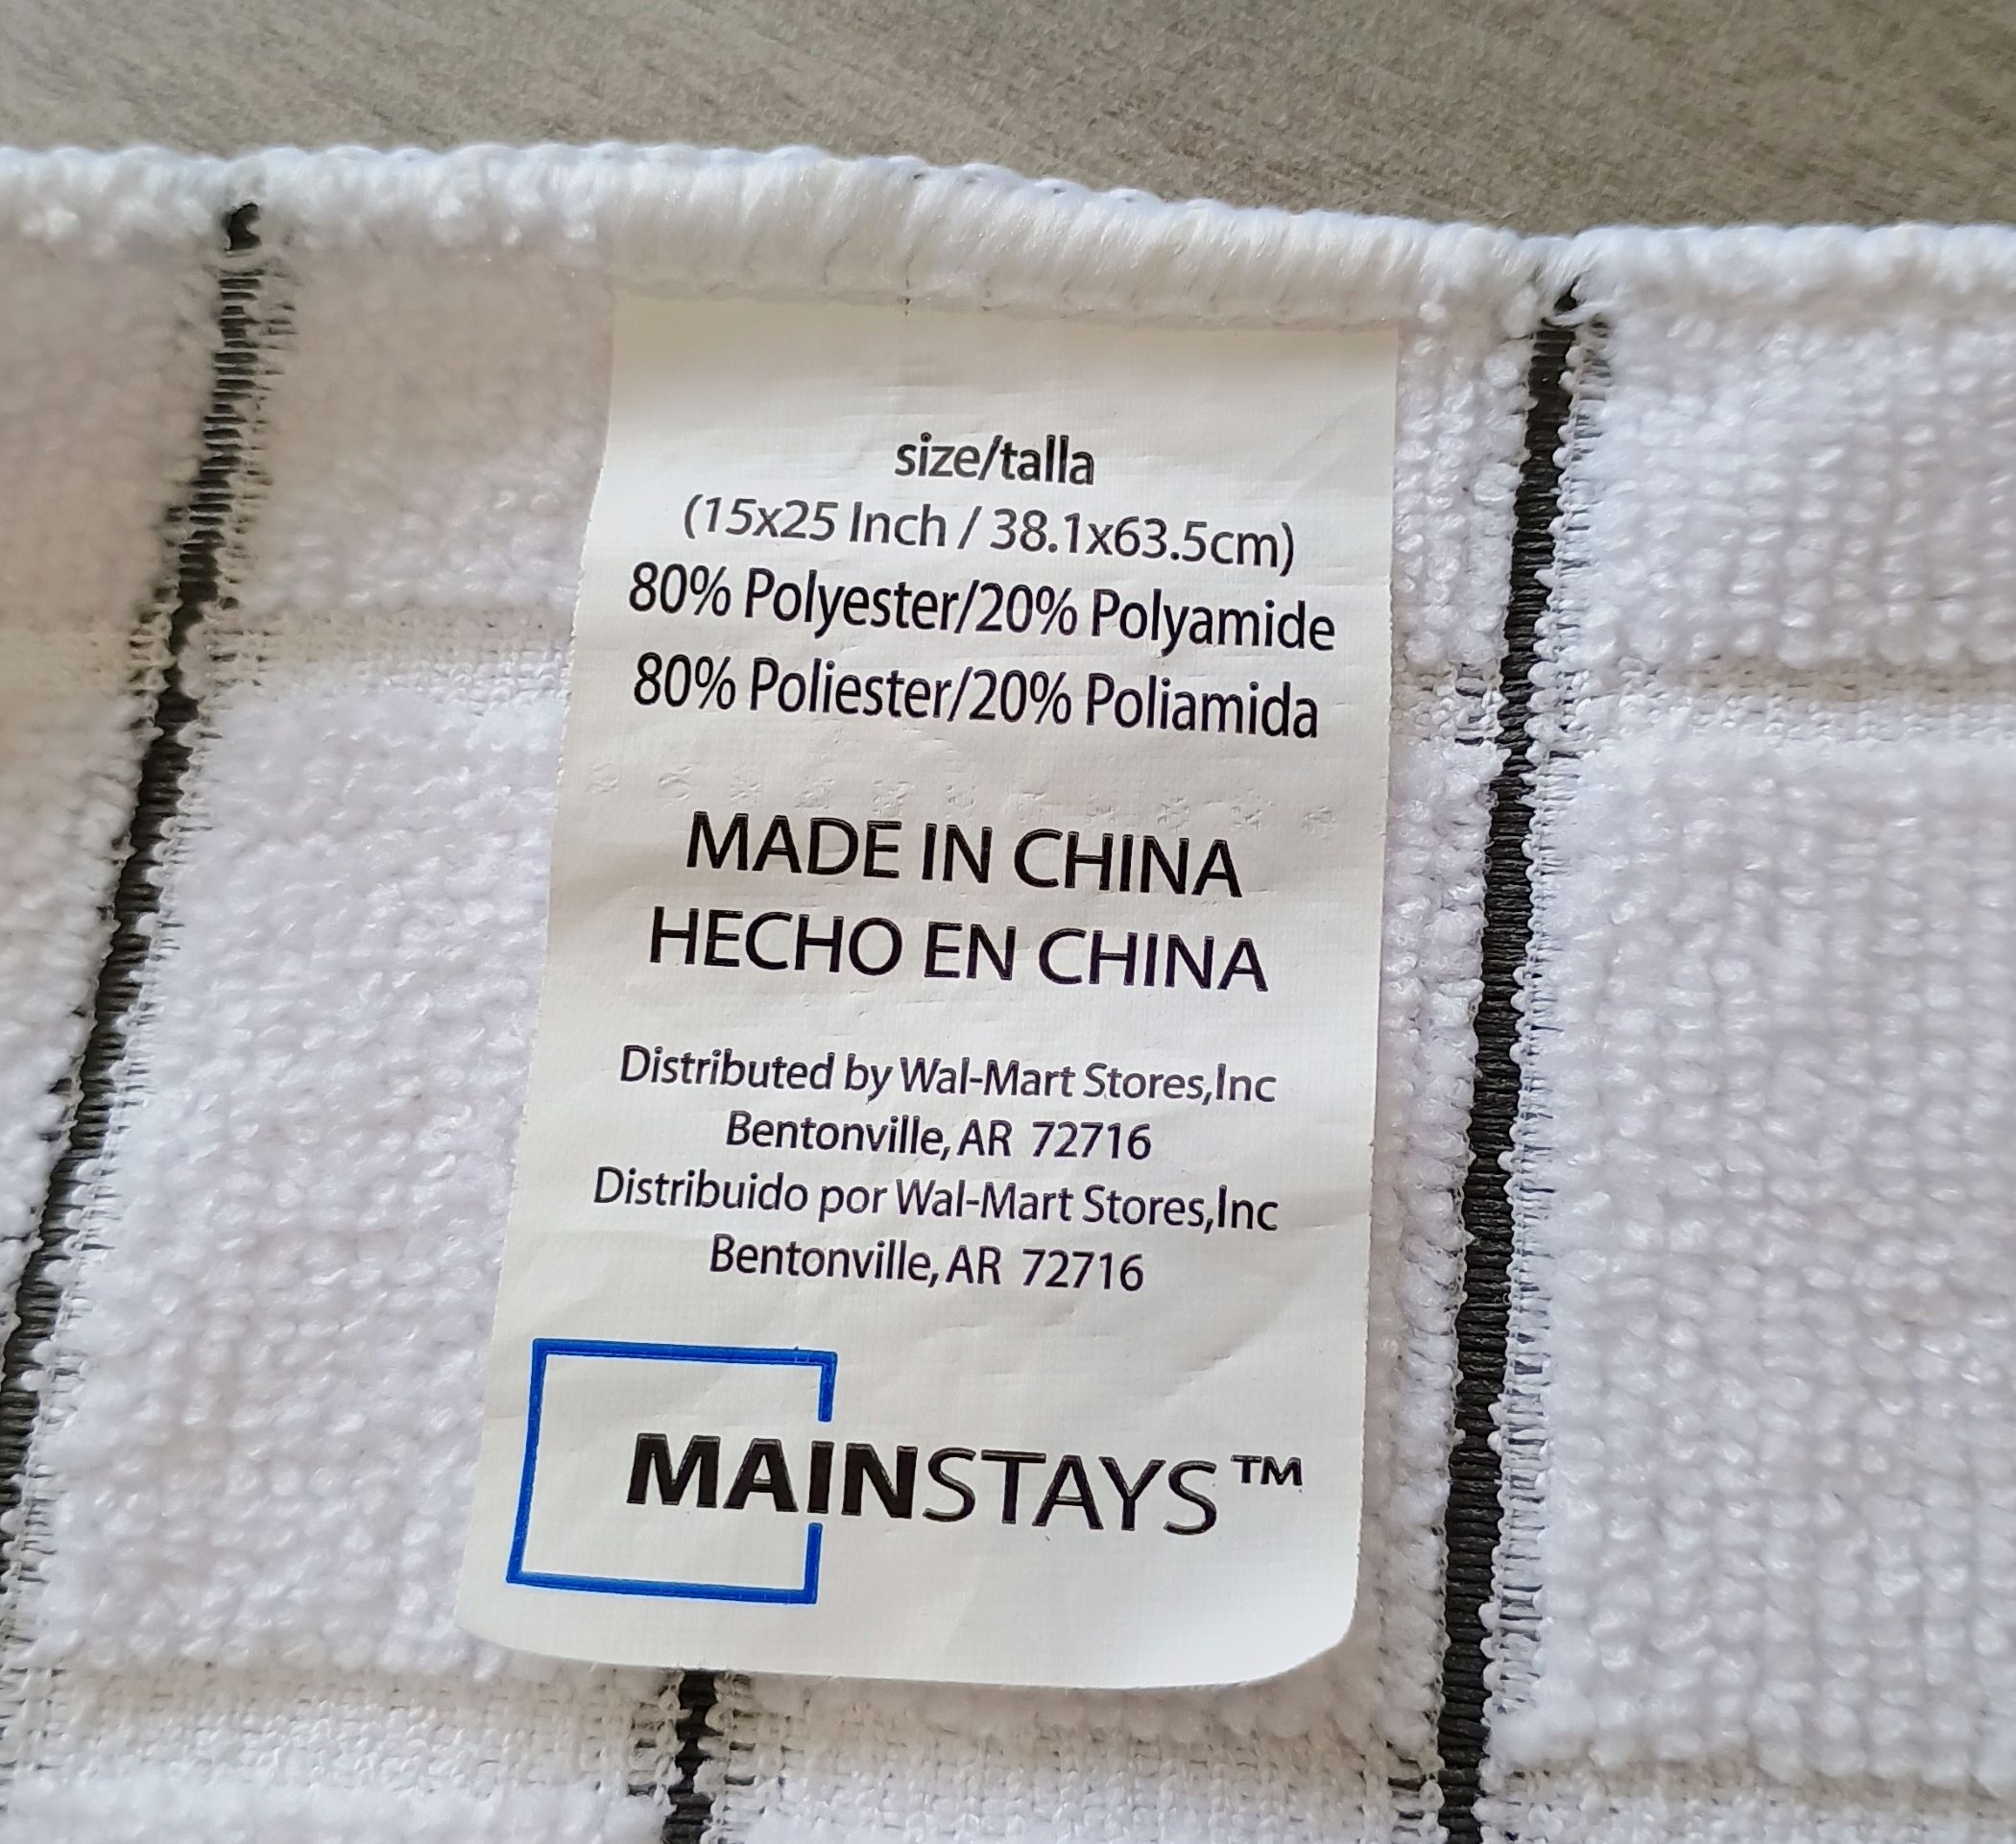 size/talla
(15x25 Inch / 38.1x63.5cm)
80% Polyester/20% Polyamide
80% Poliester/20% Poliamida
MADE IN CHINA
HECHO EN CHINA
Distributed by Wal-Mart Stores,Inc
Bentonville, AR 72716
Distribuido por Wal-Mart Stores,Inc
Bentonville, AR 72716
MAINSTAYS™